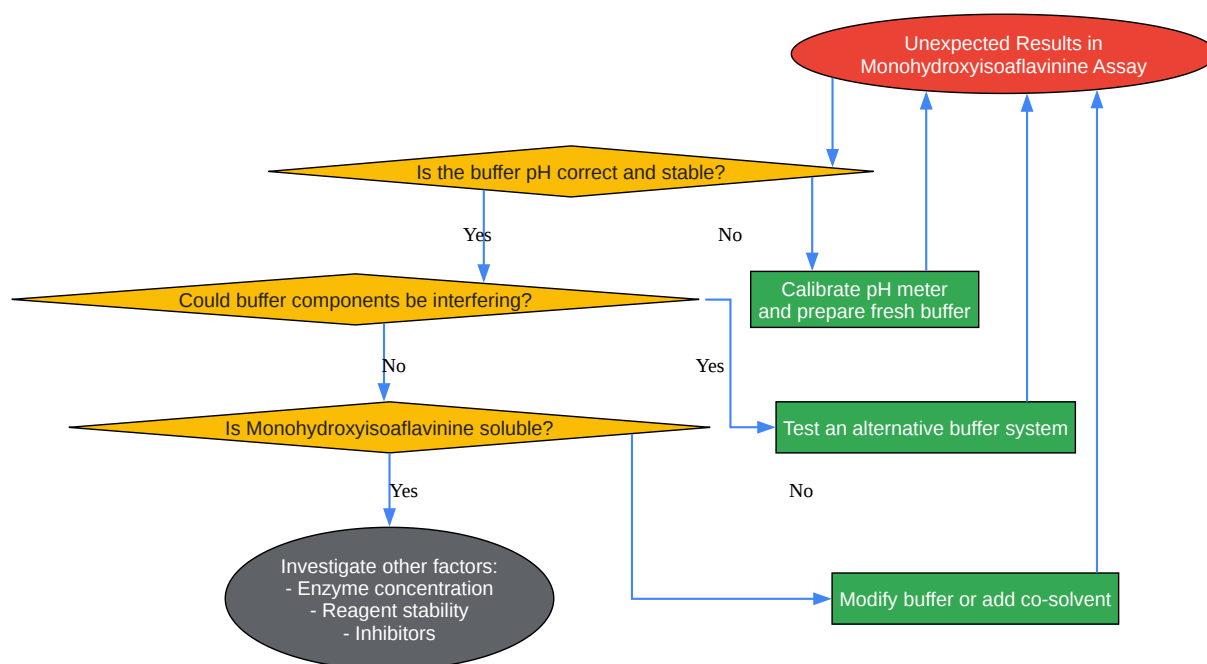 Unexpected Results in
Monohydroxyisoaflavinine Assay
Is the buffer pH correct and stable?
Yes
No
Could buffer components be interfering?
Calibrate pH meter
and prepare fresh buffer
No
Yes
Is Monohydroxyisoaflavinine soluble?
Test an alternative buffer system
Yes
No
Investigate other factors:
- Enzyme concentration
- Reagent stability
- Inhibitors
Modify buffer or add co-solvent